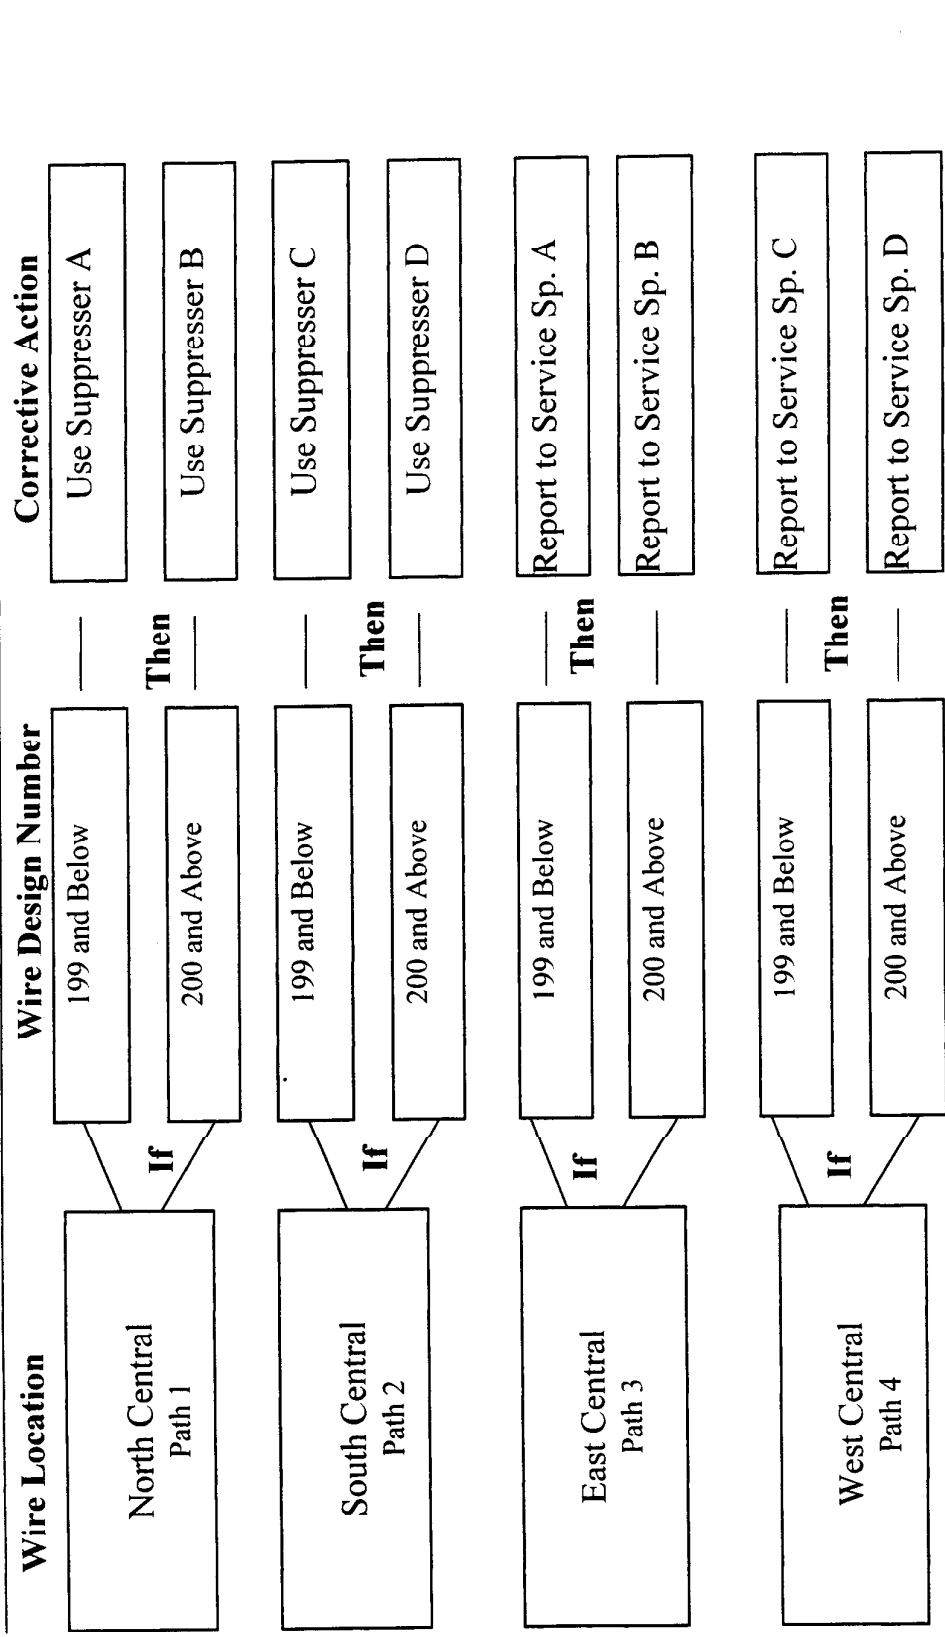 Wire Location
Wire Design Number
Corrective Action
North Central
Path 1
If
199 and Below
200 and Above
Then
Use Suppresser A
Use Suppresser B
South Central
Path 2
If
199 and Below
200 and Above
Then
Use Suppresser C
Use Suppresser D
East Central
Path 3
If
199 and Below
200 and Above
Then
Report to Service Sp. A
Report to Service Sp. B
West Central
Path 4
If
199 and Below
200 and Above
Then
Report to Service Sp. C
Report to Service Sp. D